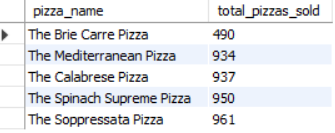 pizza_name total_pizzas_sold
The Brie Carre Pizza 490
The Mediterranean Pizza 934
The Calabrese Pizza 937
The Spinach Supreme Pizza 950
The Soppressata Pizza 961